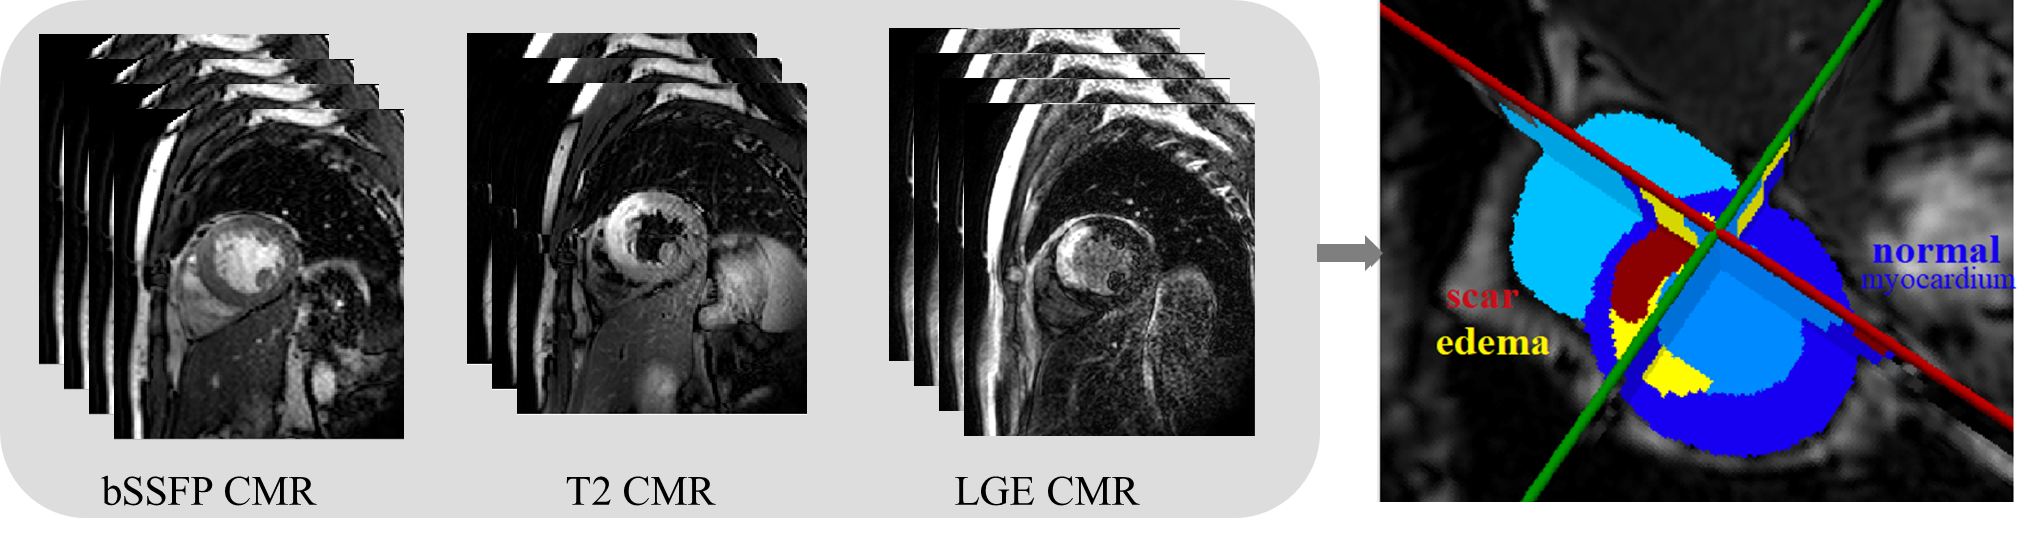 bSSFP CMR
T2 CMR
LGE CMR
scar
edema
normal
myocardium